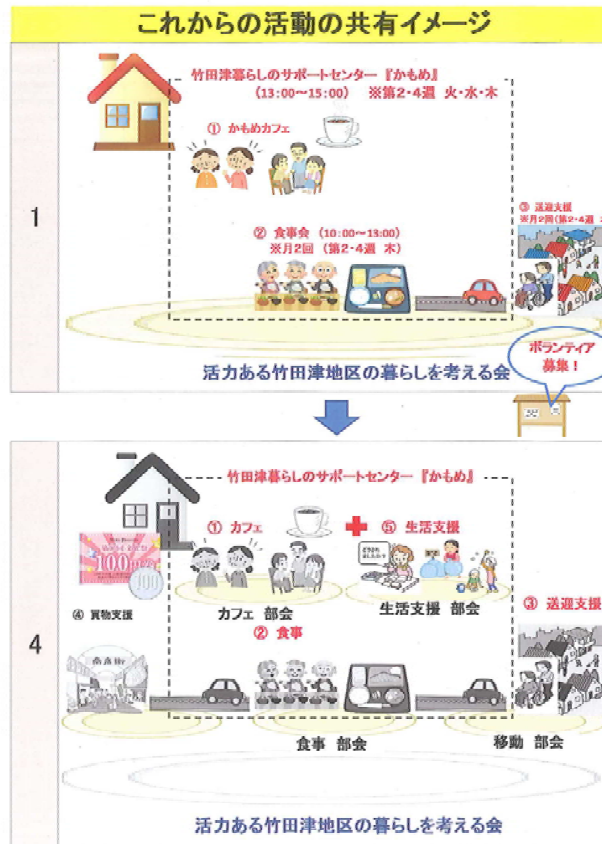 これからの活動の共有イメージ
1
竹田津暮らしのサポートセンター『かもめ』
(13:00～15:00) ※第2・4週 火・水・木
① かもめカフェ
② 食事会 (10:00～13:00)
※月2回 (第2・4週 木)
③ 送迎支援
※月2回(第2・4週
活力ある竹田津地区の暮らしを考える会
ボランティア
募集！
4
竹田津暮らしのサポートセンター『かもめ』
① カフェ
⑤ 生活支援
100
100
④ 買物支援
カフェ 部会
生活支援 部会
② 食事
③ 送迎支援
商店街
食事 部会
移動 部会
活力ある竹田津地区の暮らしを考える会